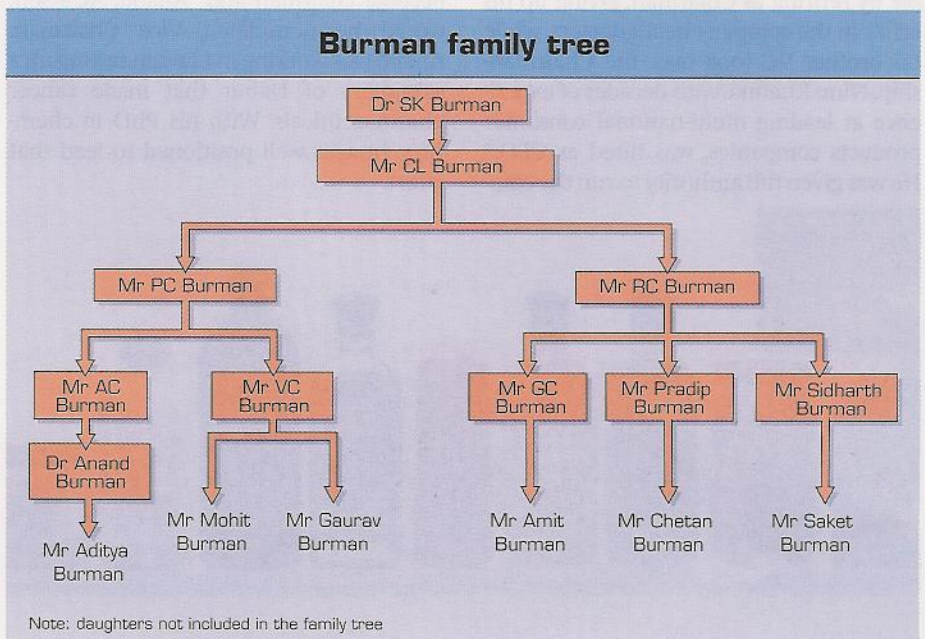 Burman family tree
Dr SK Burman
Mr CL Burman
Mr PC Burman
Mr RC Burman
Mr AC
Burman
Mr VC
Burman
Mr GC
Burman
Mr Pradip
Burman
Mr Sidharth
Burman
Dr Anand
Burman
Mr Aditya
Burman
Mr Mohit
Burman
Mr Gaurav
Burman
Mr Amit
Burman
Mr Chetan
Burman
Mr Saket
Burman
Note: daughters not included in the family tree